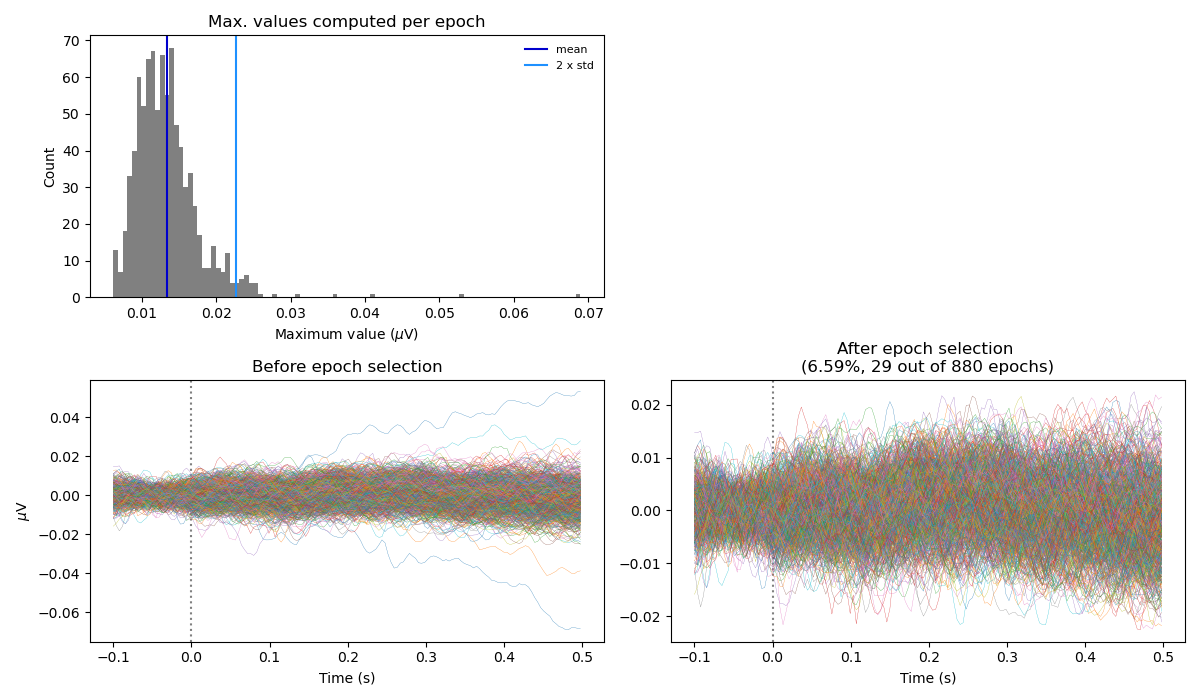 Max. values computed per epoch
70
60
50
40
30
20
10
0
Count
mean
2 x std
0.01 0.02 0.03 0.04 0.05 0.06 0.07
Maximum value (μV)
Before epoch selection
0.04
0.02
0.00
−0.02
−0.04
−0.06
μV
−0.1 0.0 0.1 0.2 0.3 0.4 0.5
Time (s)
After epoch selection
(6.59%, 29 out of 880 epochs)
0.02
0.01
0.00
−0.01
−0.02
−0.1 0.0 0.1 0.2 0.3 0.4 0.5
Time (s)